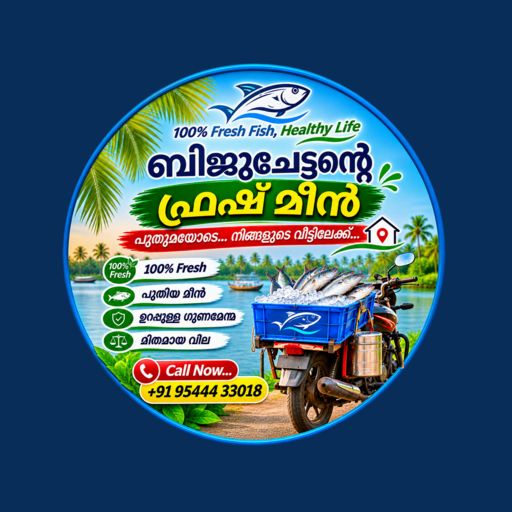 100% Fresh Fish, Healthy Life
ബിജുചേട്ടന്റെ
ഫ്രഷ് മീൻ
പുതുമയോടെ... നിങ്ങളുടെ വീട്ടിലേക്ക്...
100% Fresh
100% Fresh
പുതിയ മീൻ
ഉറപ്പുള്ള ഗുണമേന്മ
മിതമായ വില
Call Now...
+91 95444 33018